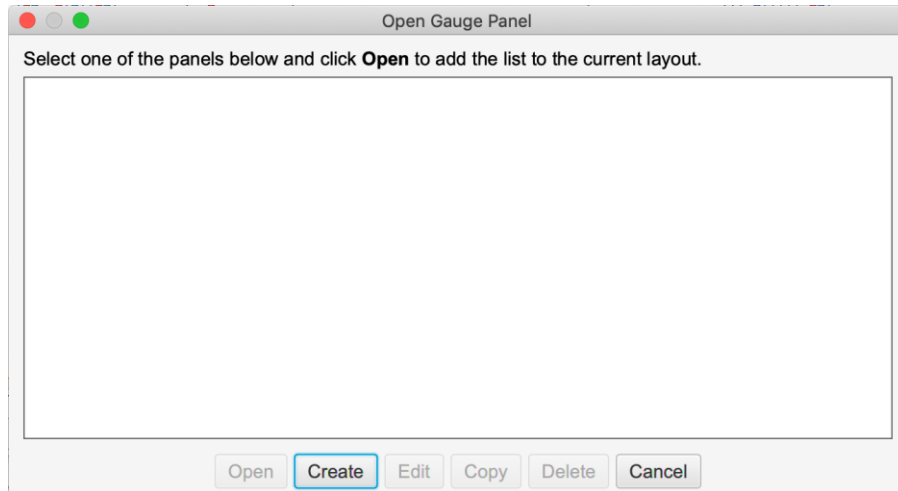 Open Gauge Panel
Select one of the panels below and click Open to add the list to the current layout.
Open Create Edit Copy Delete Cancel